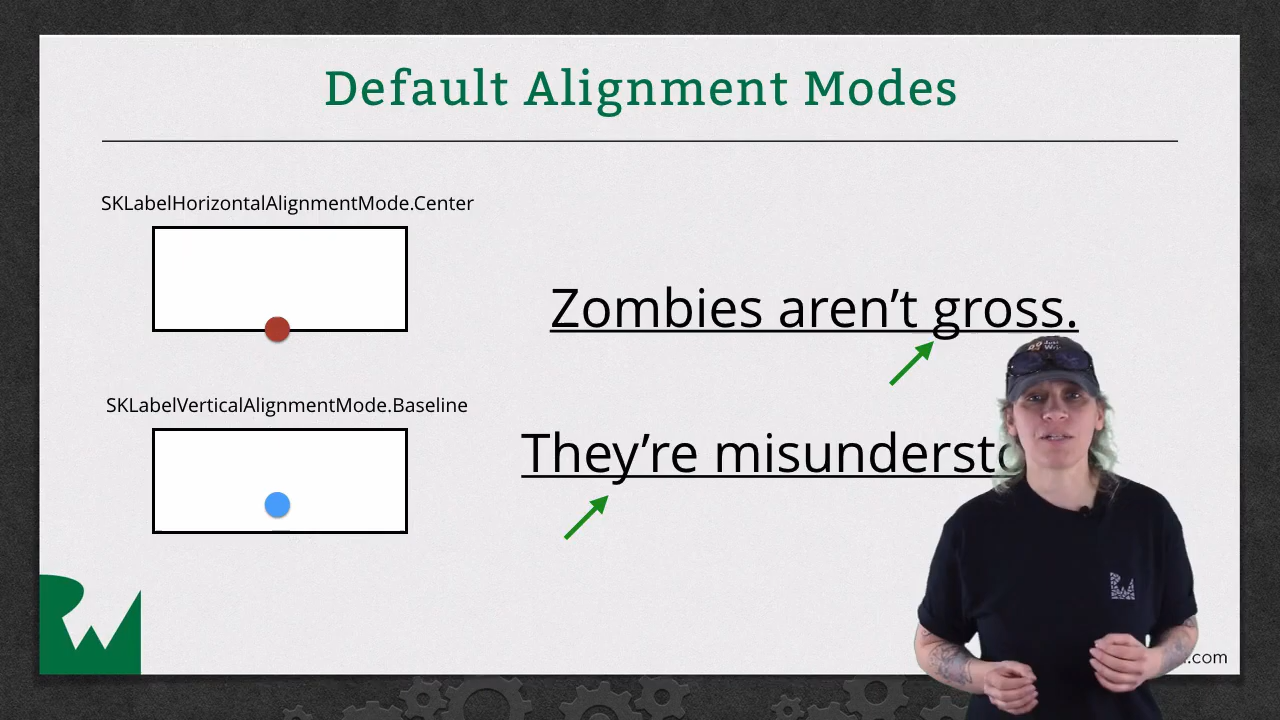 Default Alignment Modes
SKLabelHorizontalAlignmentMode.Center
Zombies aren’t gross.
SKLabelVerticalAlignmentMode.Baseline
They’re misunderst
.com